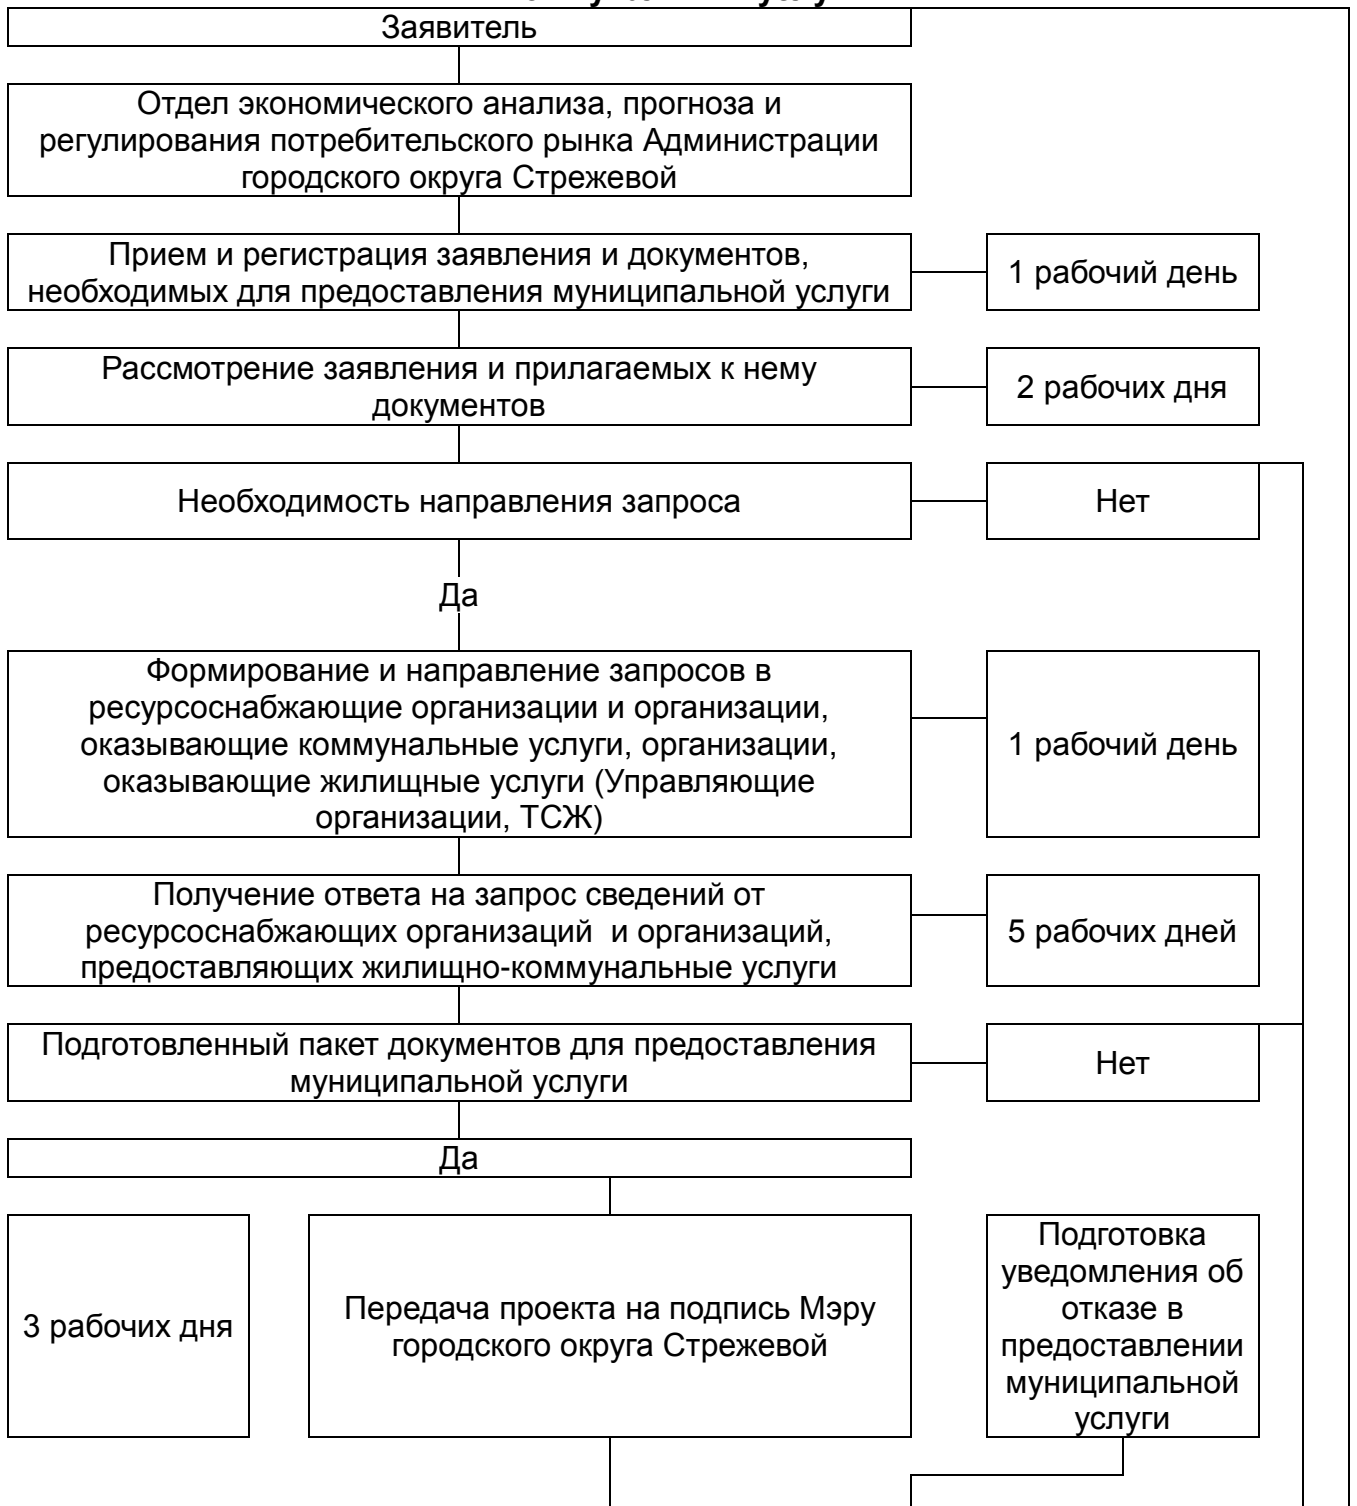 Заявитель
Отдел экономического анализа, прогноза и
регулирования потребительского рынка Администрации
городского округа Стрежевой
Прием и регистрация заявления и документов,
необходимых для предоставления муниципальной услуги
1 рабочий день
Рассмотрение заявления и прилагаемых к нему
документов
2 рабочих дня
Необходимость направления запроса
Нет
Да
Формирование и направление запросов в
ресурсоснабжающие организации и организации,
оказывающие коммунальные услуги, организации,
оказывающие жилищные услуги (Управляющие
организации, ТСЖ)
1 рабочий день
Получение ответа на запрос сведений от
ресурсоснабжающих организаций и организаций,
предоставляющих жилищно-коммунальные услуги
5 рабочих дней
Подготовленный пакет документов для предоставления
муниципальной услуги
Нет
Да
3 рабочих дня
Передача проекта на подпись Мэру
городского округа Стрежевой
Подготовка
уведомления об
отказе в
предоставлении
муниципальной
услуги